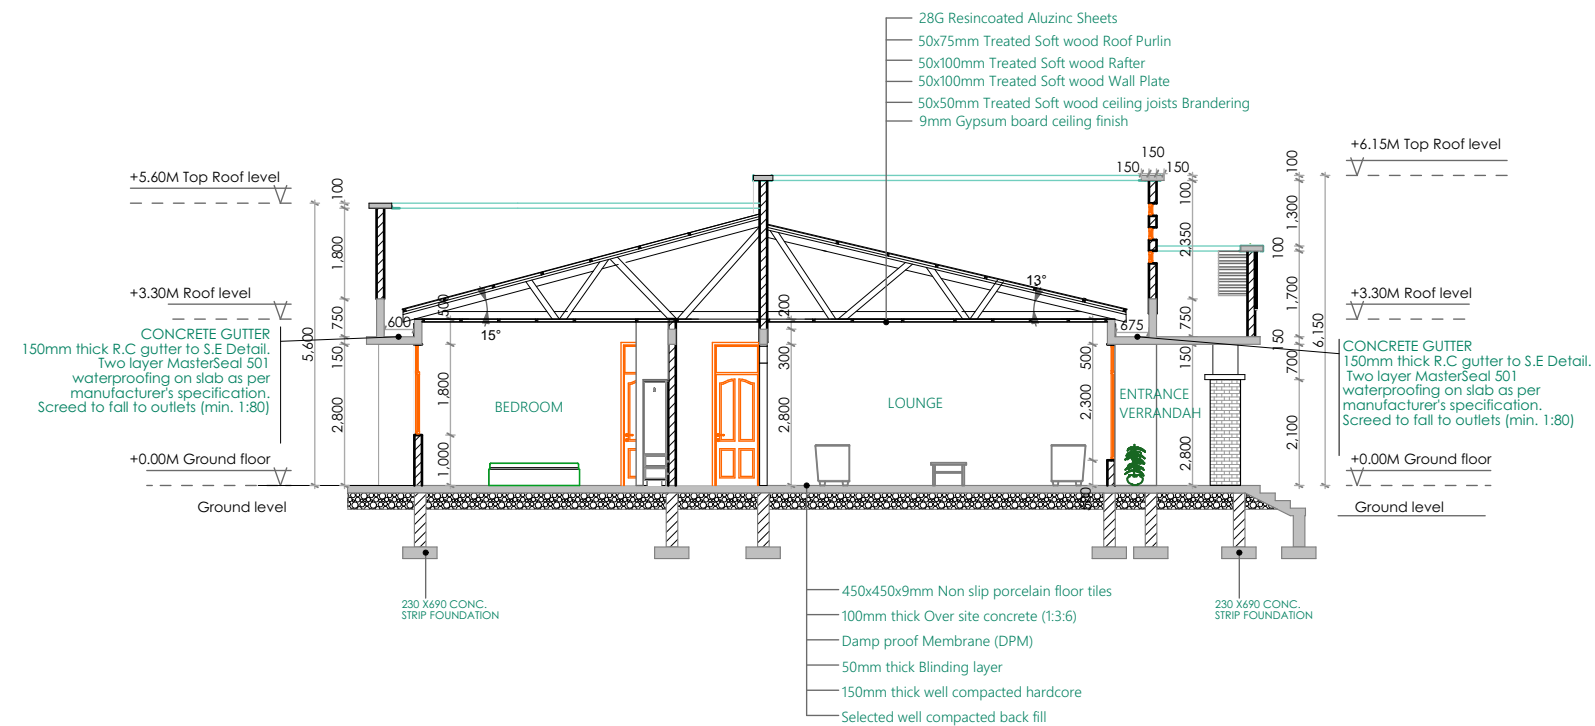 28G Resincoated Aluzinc Sheets
50x75mm Treated Soft wood Roof Purlin
50x100mm Treated Soft wood Rafter
50x100mm Treated Soft wood Wall Plate
50x50mm Treated Soft wood ceiling joists Brandering
9mm Gypsum board ceiling finish
+5.60M Top Roof level
+3.30M Roof level
CONCRETE GUTTER
150mm thick R.C gutter to S.E Detail.
Two layer MasterSeal 501
waterproofing on slab as per
manufacturer's specification.
Screed to fall to outlets (min. 1:80)
+0.00M Ground floor
Ground level
5,600
100
1,800
750
150
2,800
600
500
15°
1,800
1,000
BEDROOM
200
300
2,800
LOUNGE
13°
675
500
2,300
ENTRANCE
VERRANDAH
150
150
150
100
2,350
750
150
2,800
100
1,300
100
1,700
150
700
2,100
6,150
+6.15M Top Roof level
+3.30M Roof level
CONCRETE GUTTER
150mm thick R.C gutter to S.E Detail.
Two layer MasterSeal 501
waterproofing on slab as per
manufacturer's specification.
Screed to fall to outlets (min. 1:80)
+0.00M Ground floor
Ground level
230 X690 CONC.
STRIP FOUNDATION
230 X690 CONC.
STRIP FOUNDATION
450x450x9mm Non slip porcelain floor tiles
100mm thick Over site concrete (1:3:6)
Damp proof Membrane (DPM)
50mm thick Blinding layer
150mm thick well compacted hardcore
Selected well compacted back fill